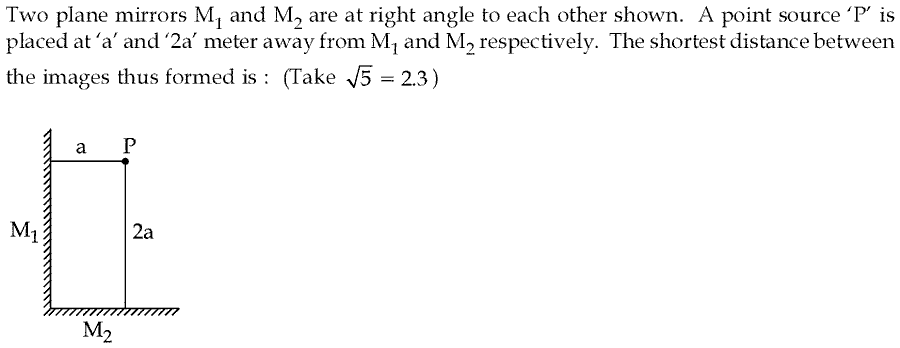 Two plane mirrors M₁ and M₂ are at right angle to each other shown. A point source ‘P’ is
placed at ‘a’ and ‘2a’ meter away from M₁ and M₂ respectively. The shortest distance between
the images thus formed is : (Take √5 = 2.3)
a P
M₁ 2a
M₂